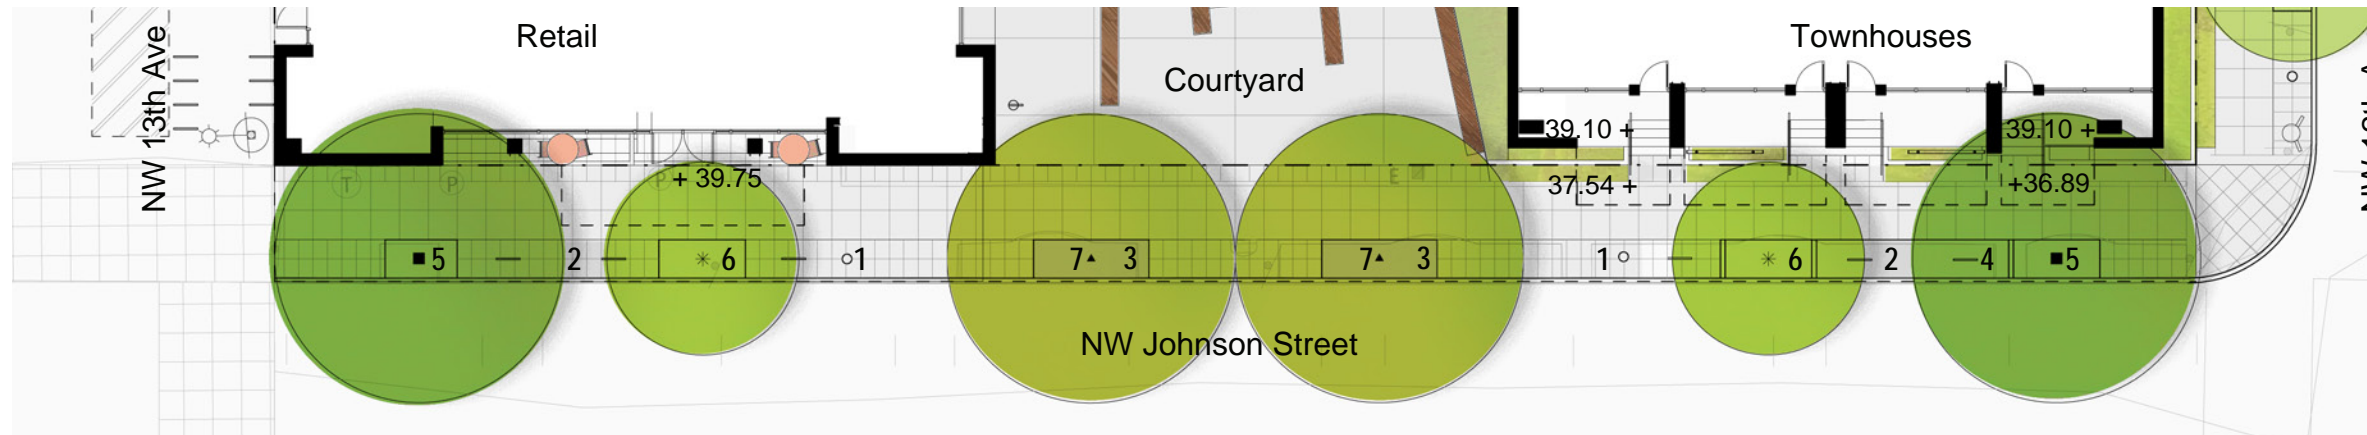 NW 13th Ave
Retail
Courtyard
Townhouses
39.10 +
39.10 +
T
P
P
+ 39.75
E
37.54 +
+36.89
5
2
6
1
7
3
7
3
1
6
2
4
5
NW Johnson Street